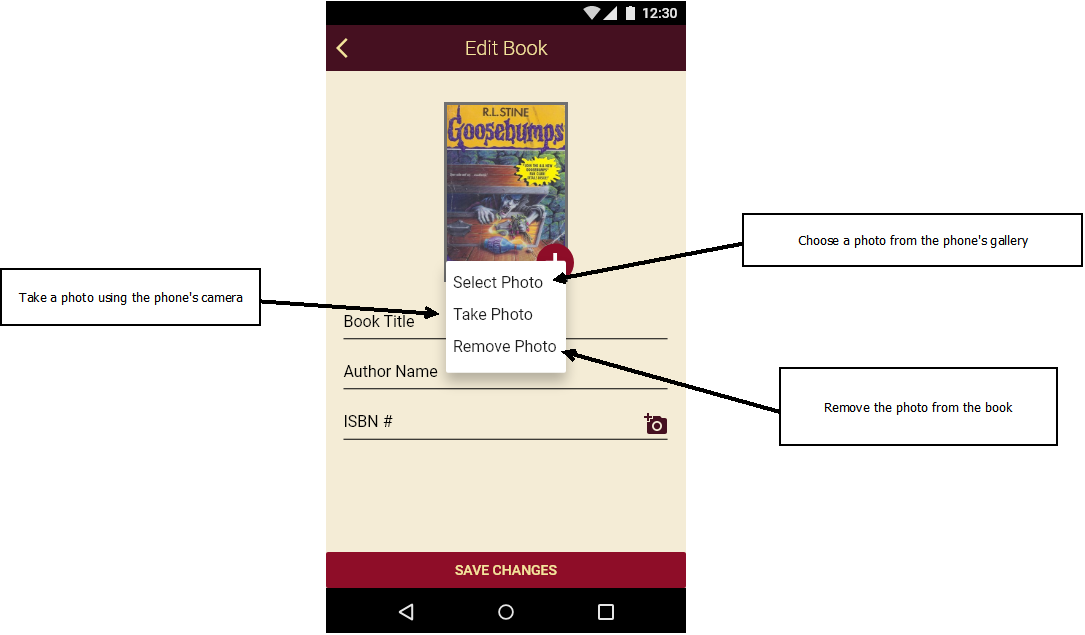 12:30
Edit Book
R.L. STINE
Goosebumps
Choose a photo from the phone's gallery
Select Photo
Take a photo using the phone's camera
Take Photo
Book Title
Remove Photo
Author Name
Remove the photo from the book
ISBN #
SAVE CHANGES